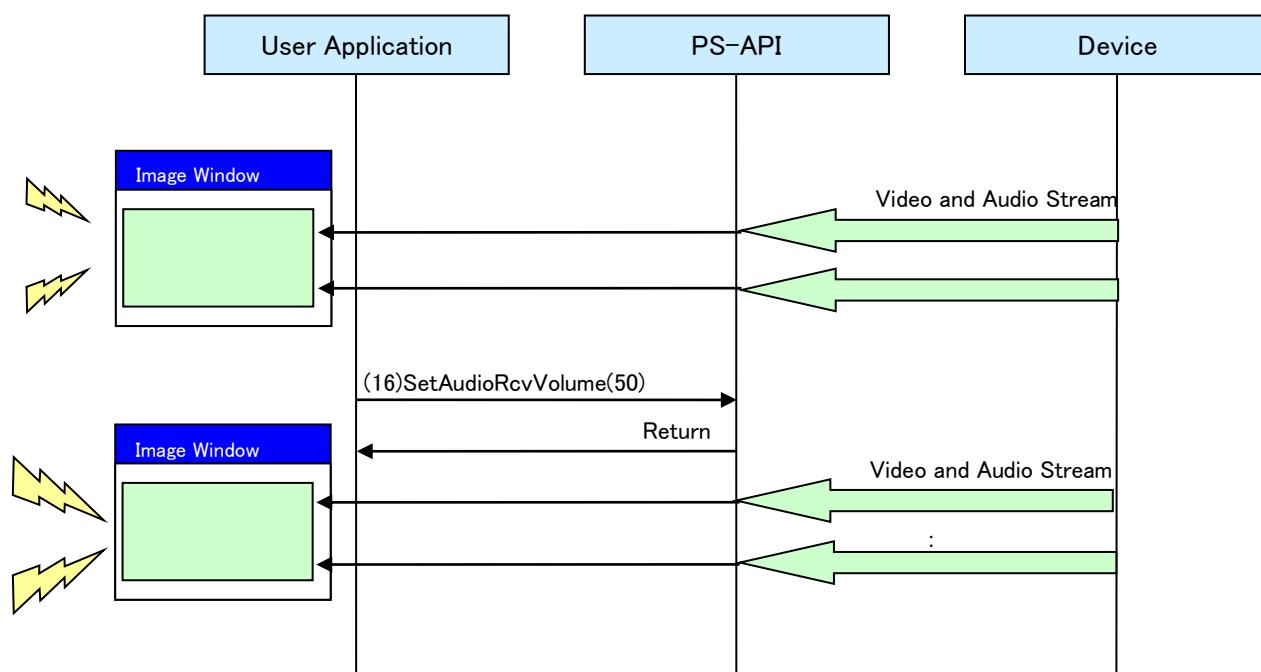 User Application
PS-API
Device
Image Window
Video and Audio Stream
(16)SetAudioRcvVolume(50)
Return
Image Window
Video and Audio Stream
: